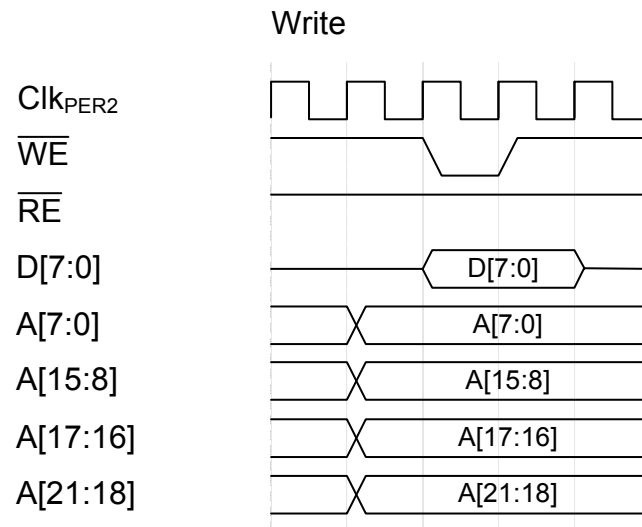 Write
ClkPER2
WE
RE
D[7:0] D[7:0]
A[7:0] A[7:0]
A[15:8] A[15:8]
A[17:16] A[17:16]
A[21:18] A[21:18]